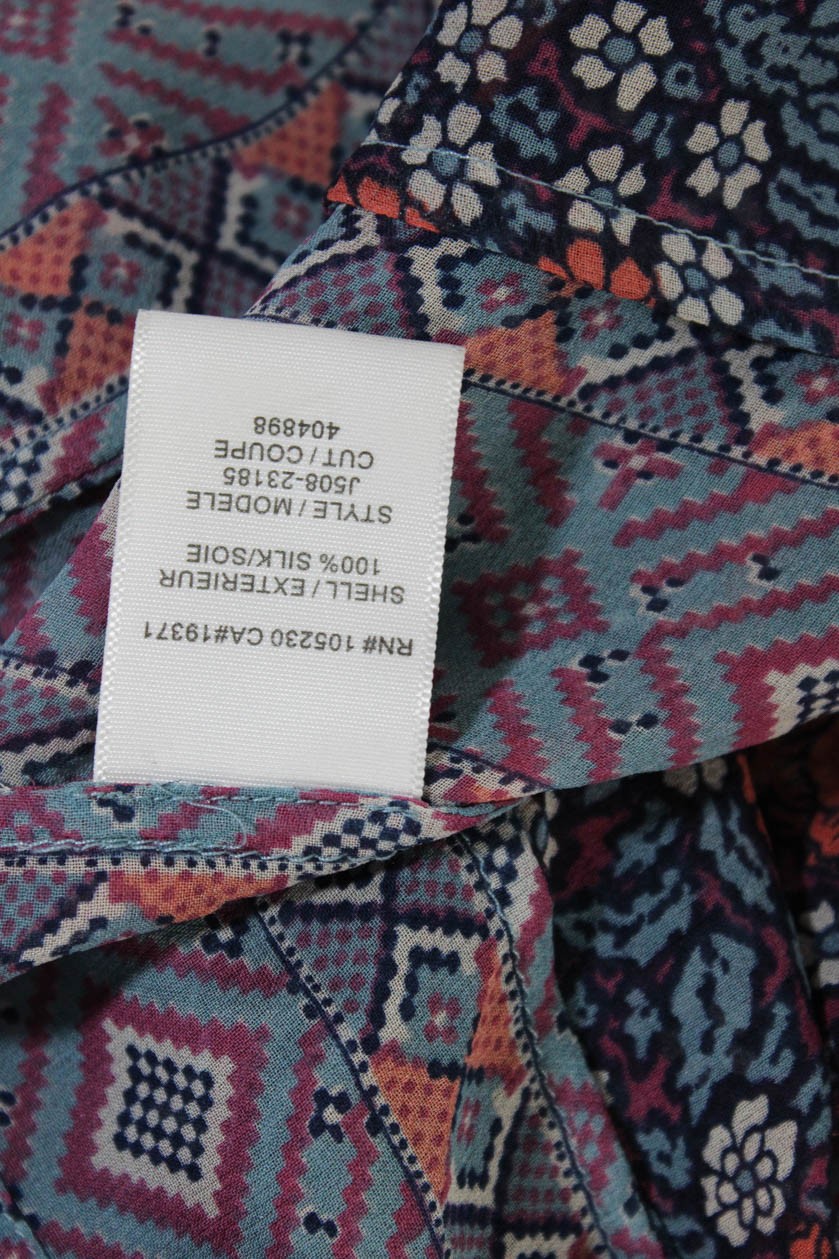 RN# 105230 CA#19371
SHELL / EXTERIEUR
100% SILK/SOIE
STYLE / MODELE
J508-23185
CUT / COUPE
404898